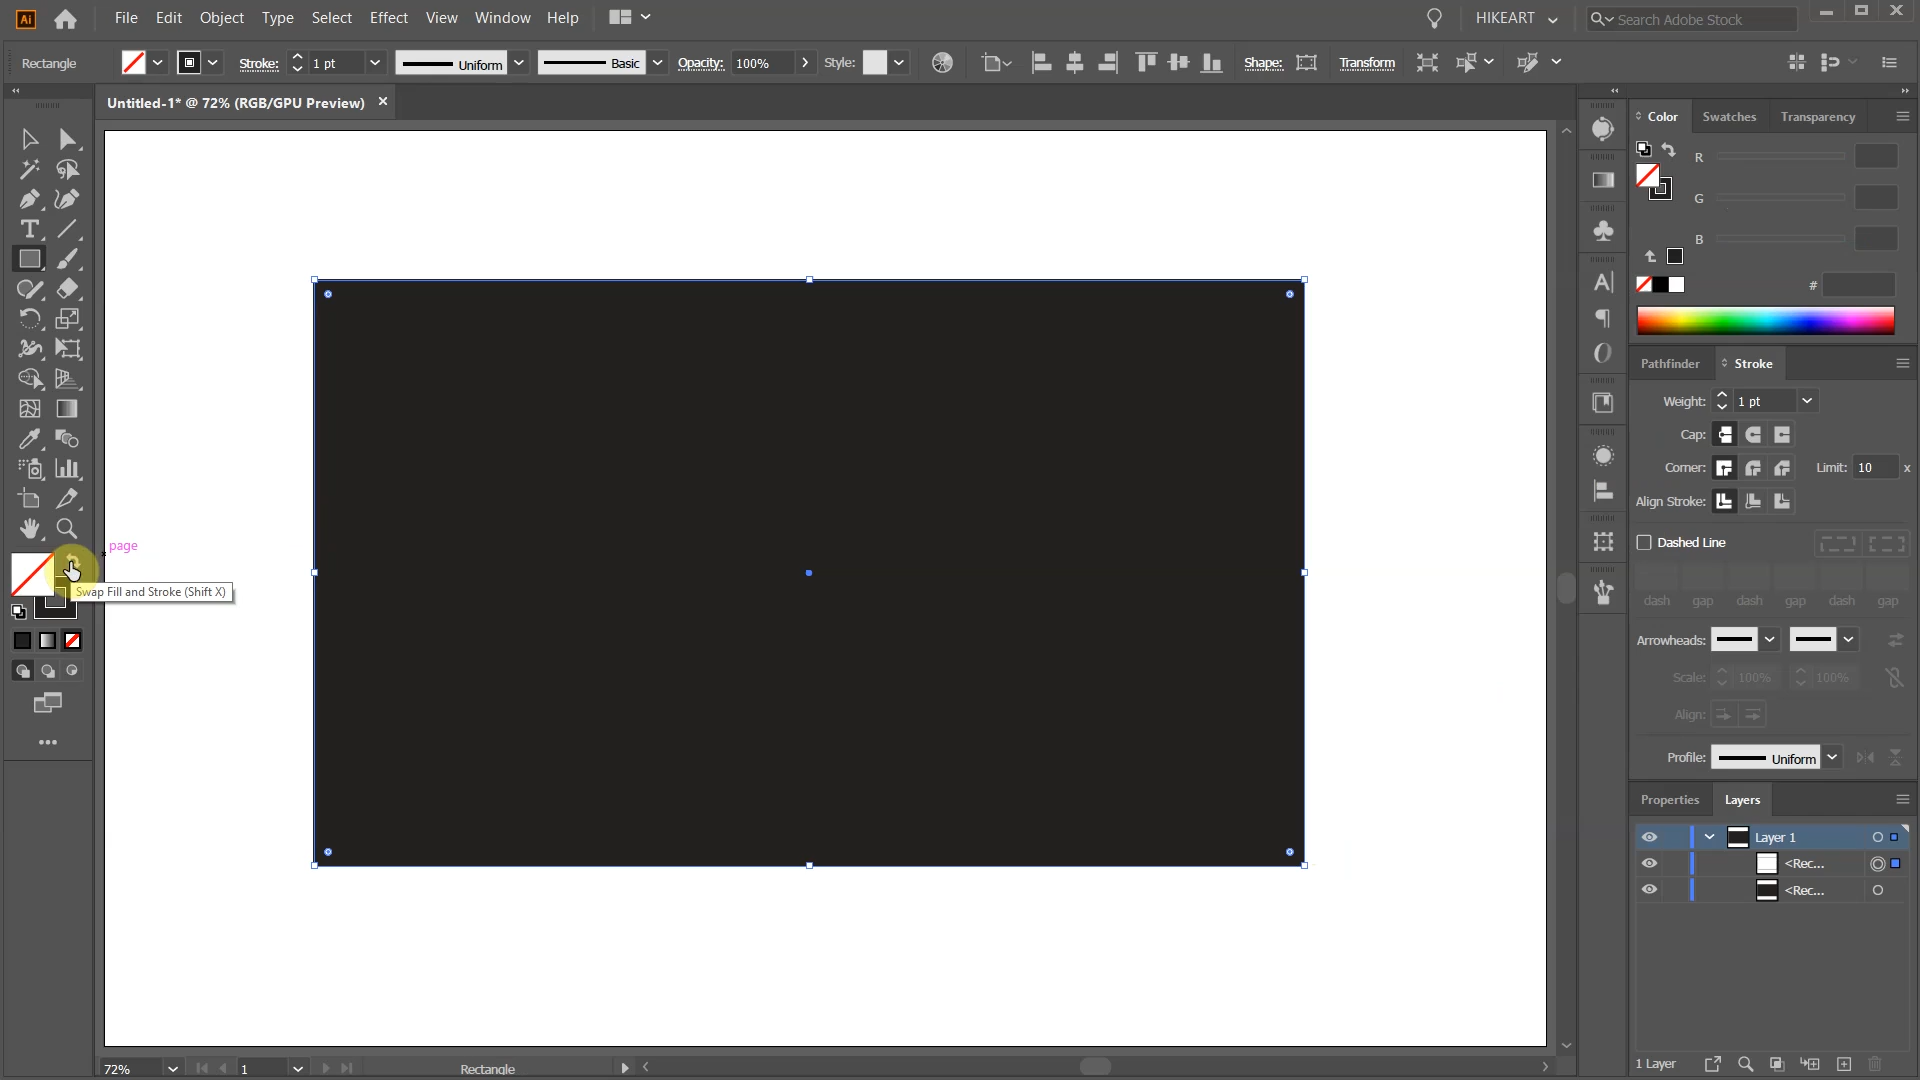 Ai File Edit Object Type Select Effect View Window Help HIKEART Search Adobe Stock
Rectangle Stroke: 1 pt Uniform Basic Opacity: 100% Style: Shape: Transform
Untitled-1* @ 72% (RGB/GPU Preview)
Color Swatches Transparency
R
G
B
#
Pathfinder Stroke
Weight: 1 pt
Cap:
Corner: Limit: 10 x
Align Stroke:
Dashed Line
page
Swap Fill and Stroke (Shift X)
dash gap dash gap dash gap
Arrowheads:
Scale: 100% 100%
Align:
Profile: Uniform
Properties Layers
Layer 1
<Rec...
<Rec...
1 Layer
72% 1 Rectangle